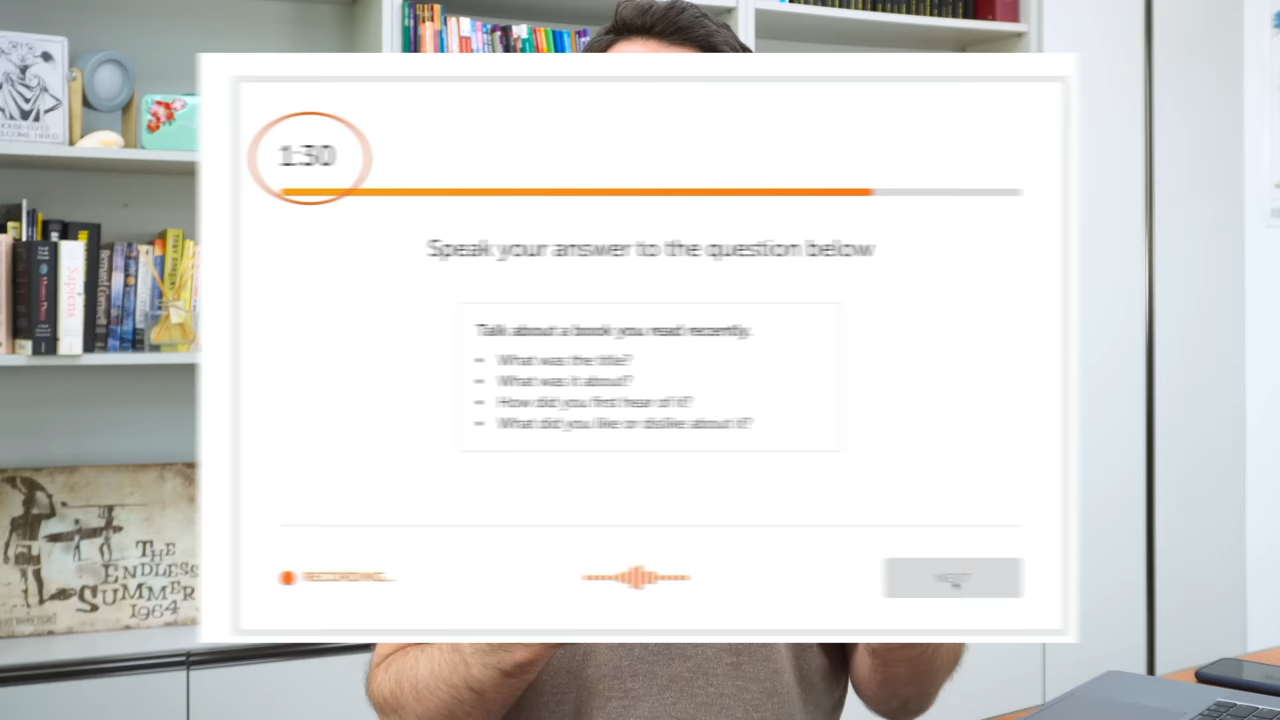 1:30
Speak your answer to the question below
Talk about a book you read recently.
- What was the title?
- What was it about?
- How did you first hear of it?
- What did you like or dislike about it?
Sapiens
Bernard Cornwell
THE
ENDLESS
SUMMER
1964